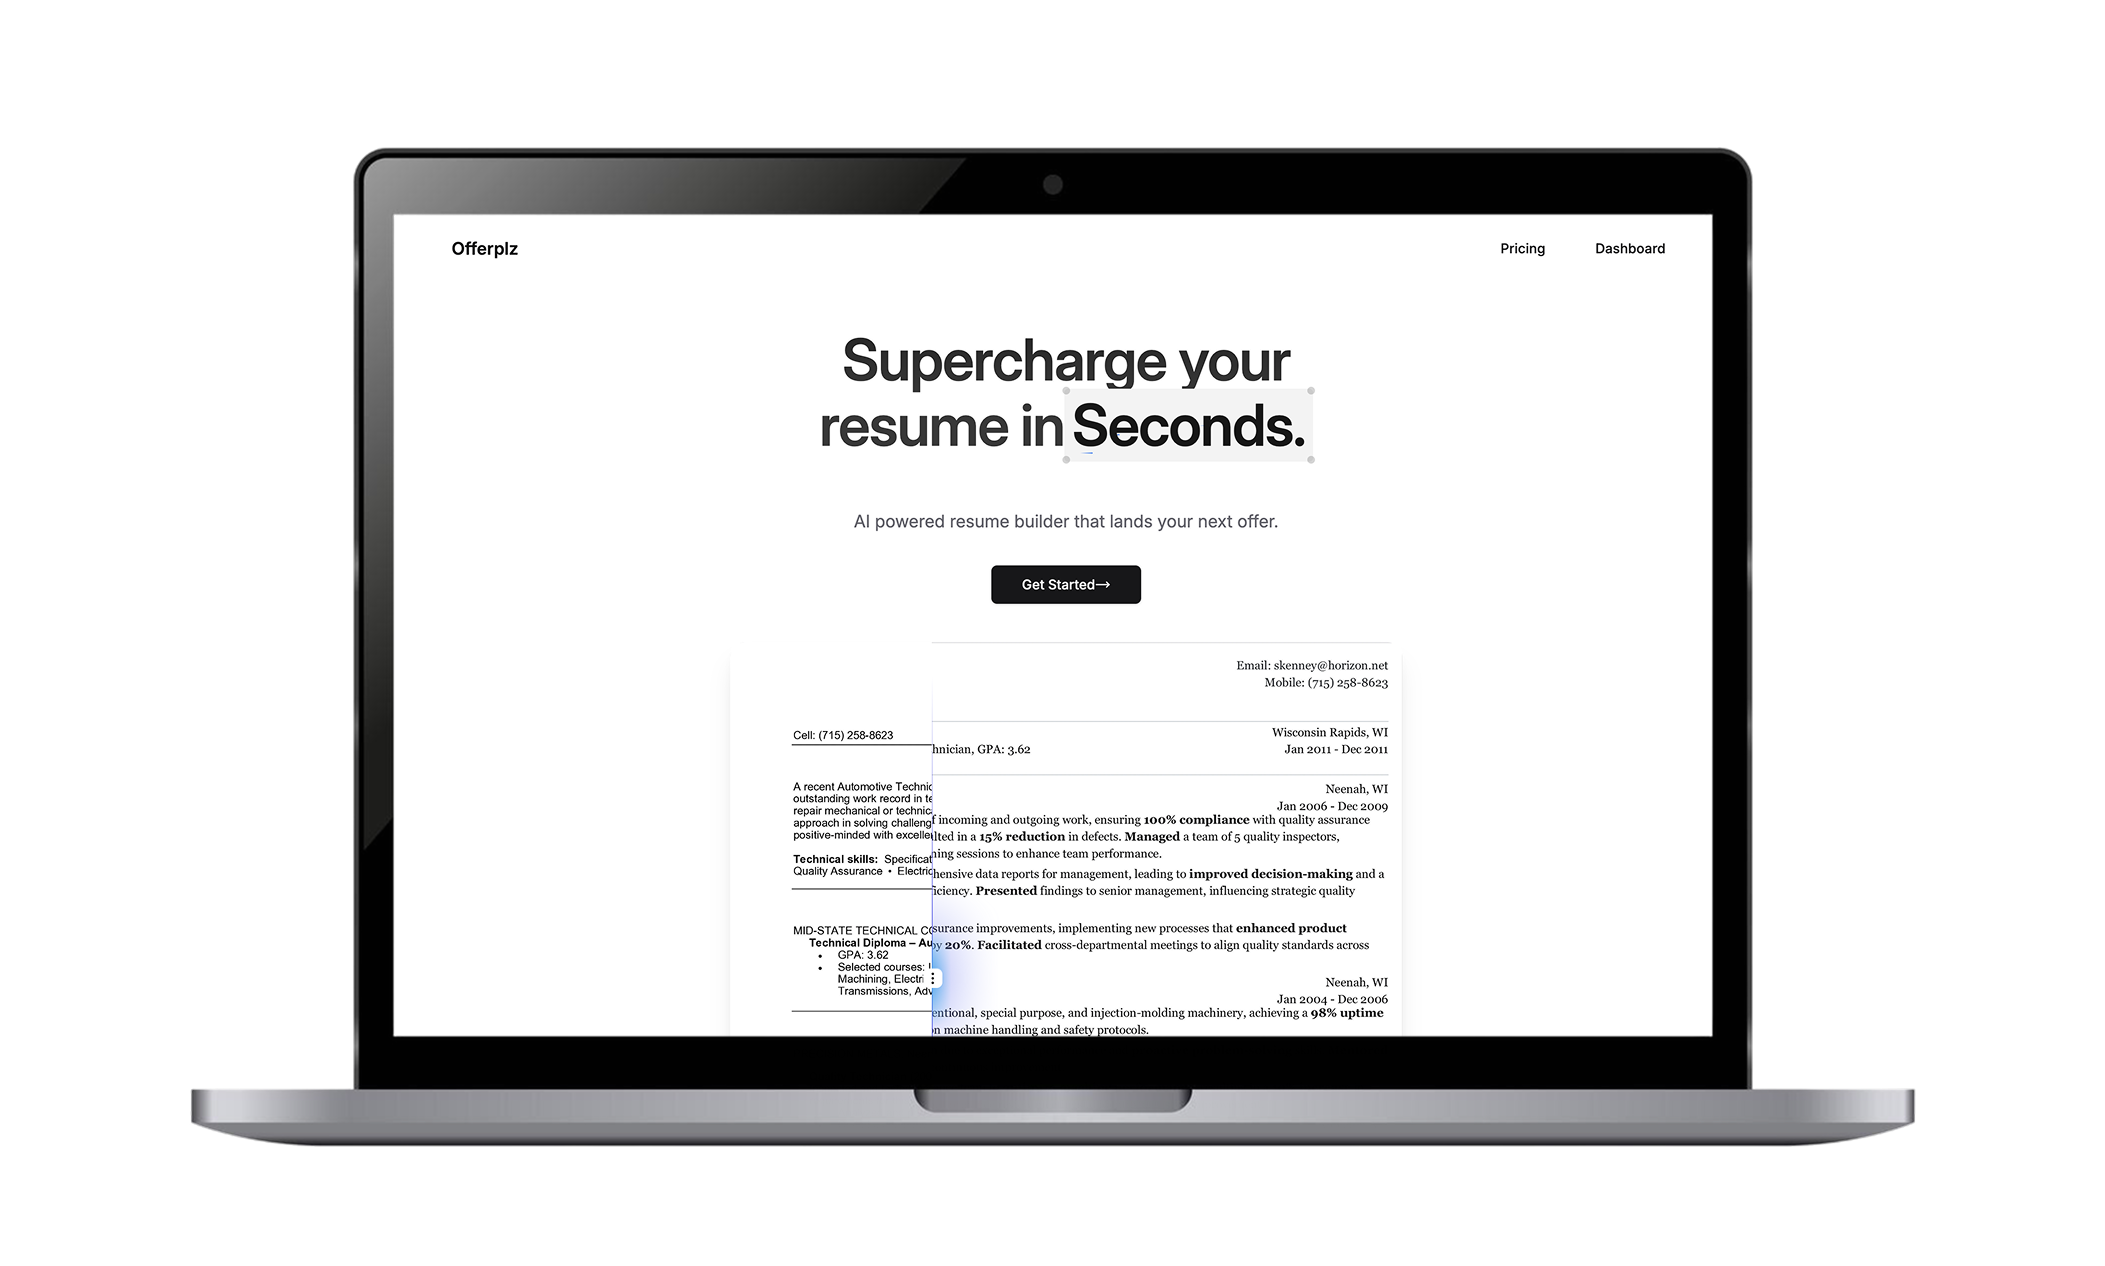 Offerplz
Pricing
Dashboard
Supercharge your
resume in Seconds.
AI powered resume builder that lands your next offer.
Get Started→
Cell: (715) 258-8623
A recent Automotive Technic
outstanding work record in te
repair mechanical or technic
approach in solving challeng
positive-minded with excelle
Technical skills: Specificat
Quality Assurance • Electric
MID-STATE TECHNICAL CO
Technical Diploma – Au
• GPA: 3.62
• Selected courses:
Machining, Electri
Transmissions, Adv
Email: skenney@horizon.net
Mobile: (715) 258-8623
Wisconsin Rapids, WI
hnician, GPA: 3.62
Jan 2011 - Dec 2011
Neenah, WI
Jan 2006 - Dec 2009
f incoming and outgoing work, ensuring 100% compliance with quality assurance
lted in a 15% reduction in defects. Managed a team of 5 quality inspectors,
ning sessions to enhance team performance.
hensive data reports for management, leading to improved decision-making and a
ficiency. Presented findings to senior management, influencing strategic quality
surance improvements, implementing new processes that enhanced product
by 20%. Facilitated cross-departmental meetings to align quality standards across
Neenah, WI
Jan 2004 - Dec 2006
entional, special purpose, and injection-molding machinery, achieving a 98% uptime
n machine handling and safety protocols.